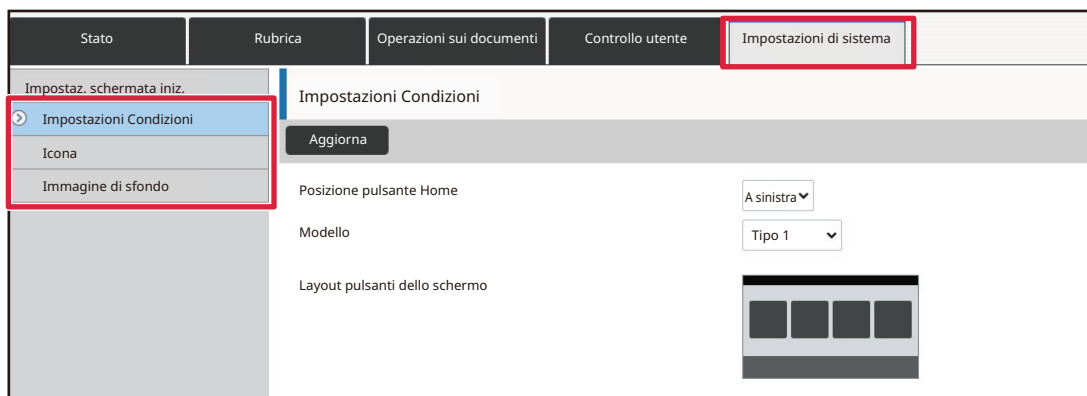 Stato
Rubrica
Operazioni sui documenti
Controllo utente
Impostazioni di sistema
Impostaz. schermata iniz.
Impostazioni Condizioni
Icona
Immagine di sfondo
Impostazioni Condizioni
Aggiorna
Posizione pulsante Home
A sinistra
Modello
Tipo 1
Layout pulsanti dello schermo